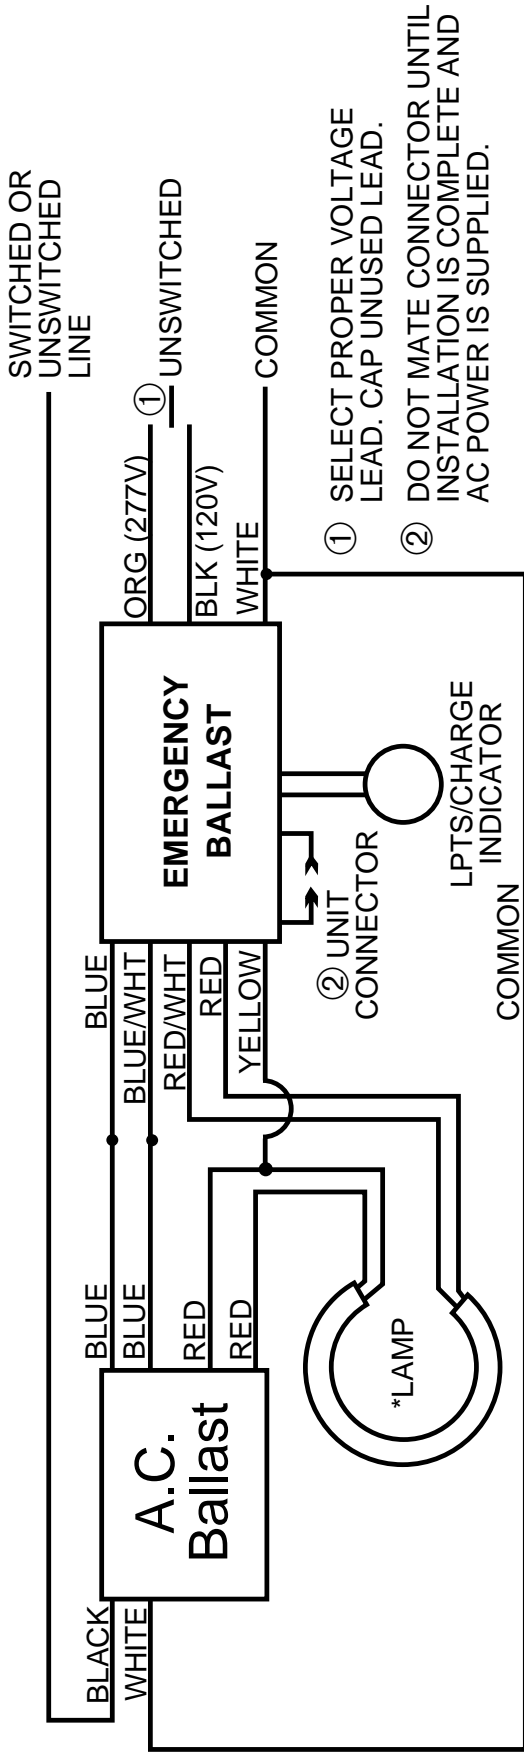 SWITCHED OR
UNSWITCHED
LINE
① UNSWITCHED
COMMON
ORG (277V)
BLK (120V)
WHITE
EMERGENCY
BALLAST
BLUE
BLUE/WHT
RED/WHT
RED
YELLOW
BLUE
BLUE
RED
RED
A.C.
Ballast
BLACK
WHITE
*LAMP
② UNIT
CONNECTOR
LPTS/CHARGE
INDICATOR
COMMON
① SELECT PROPER VOLTAGE
LEAD. CAP UNUSED LEAD.
② DO NOT MATE CONNECTOR UNTIL
INSTALLATION IS COMPLETE AND
AC POWER IS SUPPLIED.